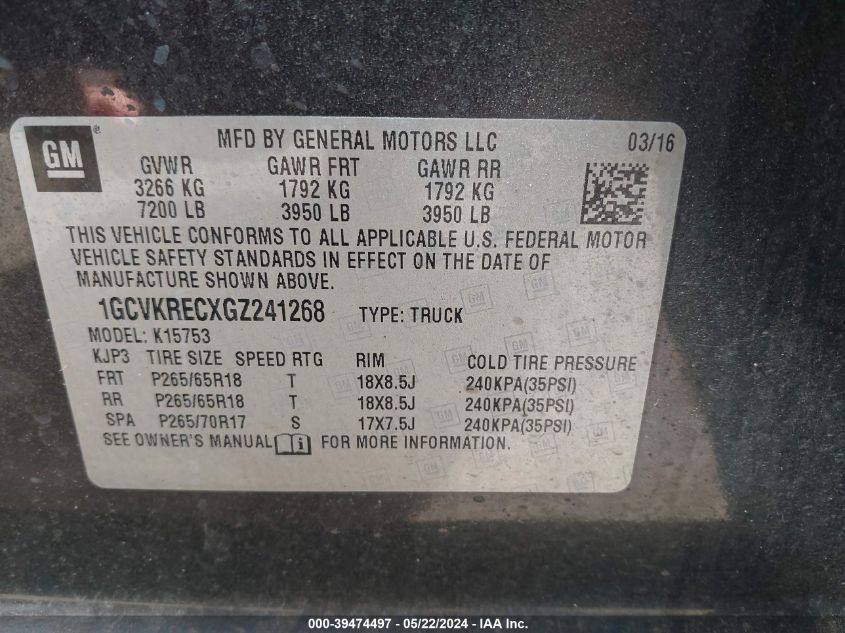 GM ® MFD BY GENERAL MOTORS LLC 03/16
GVWR GAWR FRT GAWR RR
3266 KG 1792 KG 1792 KG
7200 LB 3950 LB 3950 LB
THIS VEHICLE CONFORMS TO ALL APPLICABLE U.S. FEDERAL MOTOR
VEHICLE SAFETY STANDARDS IN EFFECT ON THE DATE OF
MANUFACTURE SHOWN ABOVE.
1GCVKRECXGZ241268 TYPE: TRUCK
MODEL: K15753
KJP3 TIRE SIZE SPEED RTG RIM COLD TIRE PRESSURE
FRT P265/65R18 T 18X8.5J 240KPA(35PSI)
RR P265/65R18 T 18X8.5J 240KPA(35PSI)
SPA P265/70R17 S 17X7.5J 240KPA(35PSI)
SEE OWNER'S MANUAL i FOR MORE INFORMATION.
000-39474497 - 05/22/2024 - IAA Inc.